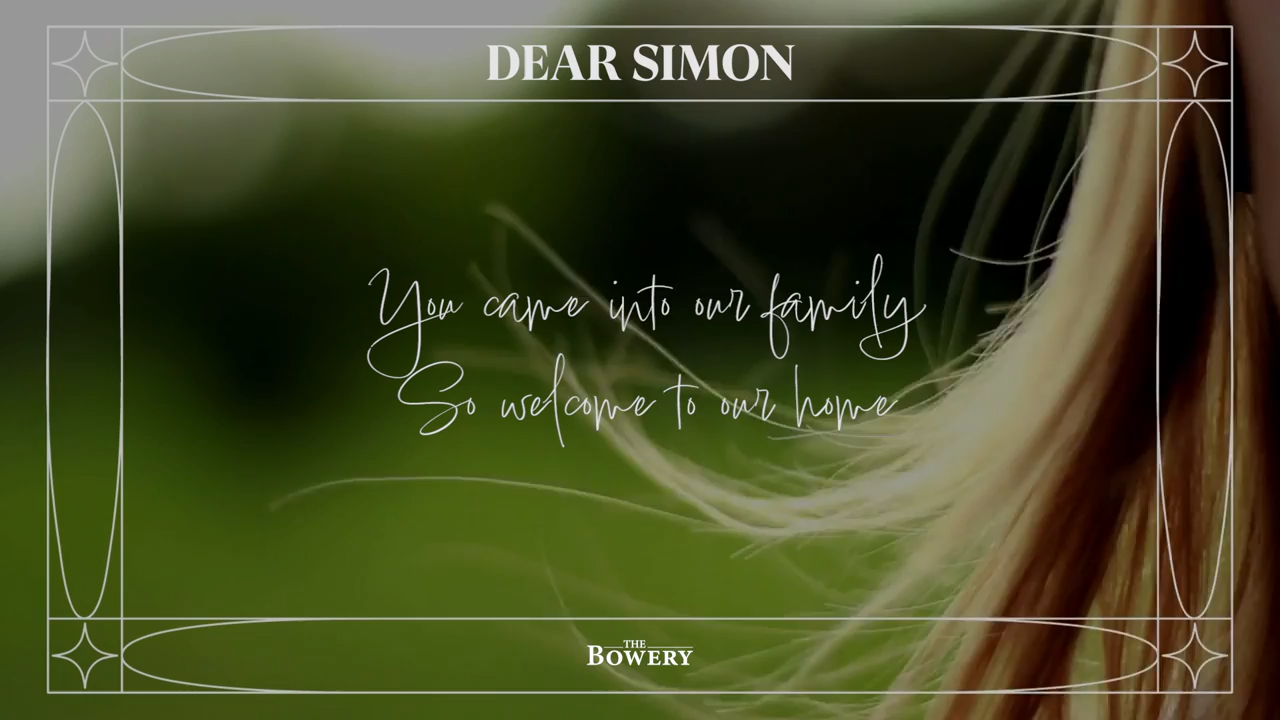 DEAR SIMON
You came into our family
So welcome to our home
THE
BOWERY